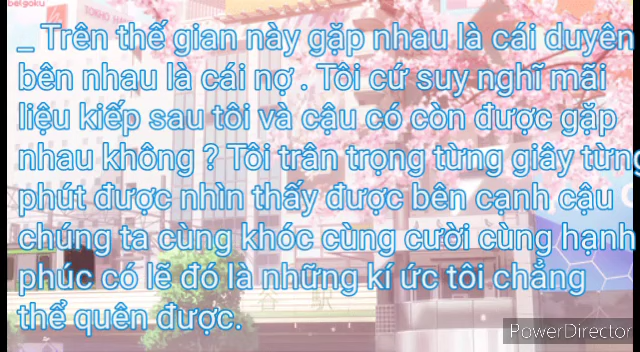 _ Trên thế gian này gặp nhau là cái duyên
bên nhau là cái nợ . Tôi cứ suy nghĩ mãi
liệu kiếp sau tôi và cậu có còn được gặp
nhau không ? Tôi trân trọng từng giây từng
phút được nhìn thấy được bên cạnh cậu
chúng ta cùng khóc cùng cười cùng hạnh
phúc có lẽ đó là những kí ức tôi chẳng
thể quên được.
PowerDirector